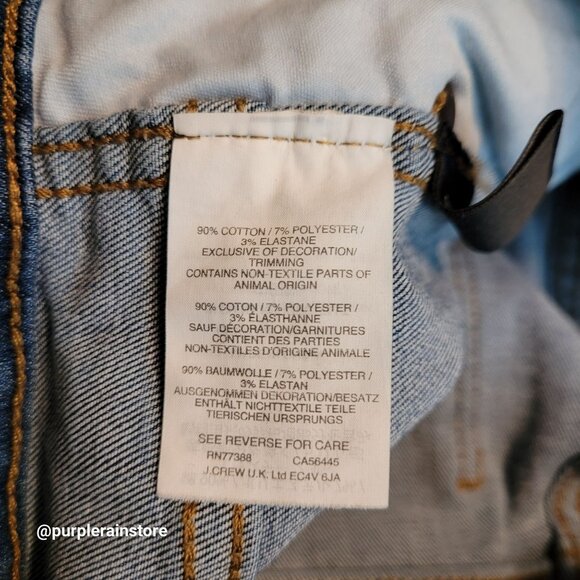 90% COTTON / 7% POLYESTER /
3% ELASTANE
EXCLUSIVE OF DECORATION/
TRIMMING
CONTAINS NON-TEXTILE PARTS OF
ANIMAL ORIGIN
90% COTON / 7% POLYESTER /
3% ÉLASTHANNE
SAUF DÉCORATION/GARNITURES
CONTIENT DES PARTIES
NON-TEXTILES D'ORIGINE ANIMALE
90% BAUMWOLLE / 7% POLYESTER /
3% ELASTAN
AUSGENOMMEN DEKORATION/BESATZ
ENTHÄLT NICHTTEXTILE TEILE
TIERISCHEN URSPRUNGS
SEE REVERSE FOR CARE
RN77388 CA56445
J.CREW U.K. Ltd EC4V 6JA
@purplerainstore